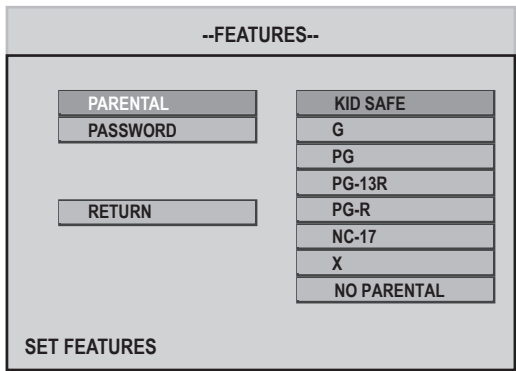 --FEATURES--
PARENTAL
PASSWORD
RETURN
KID SAFE
G
PG
PG-13R
PG-R
NC-17
X
NO PARENTAL
SET FEATURES